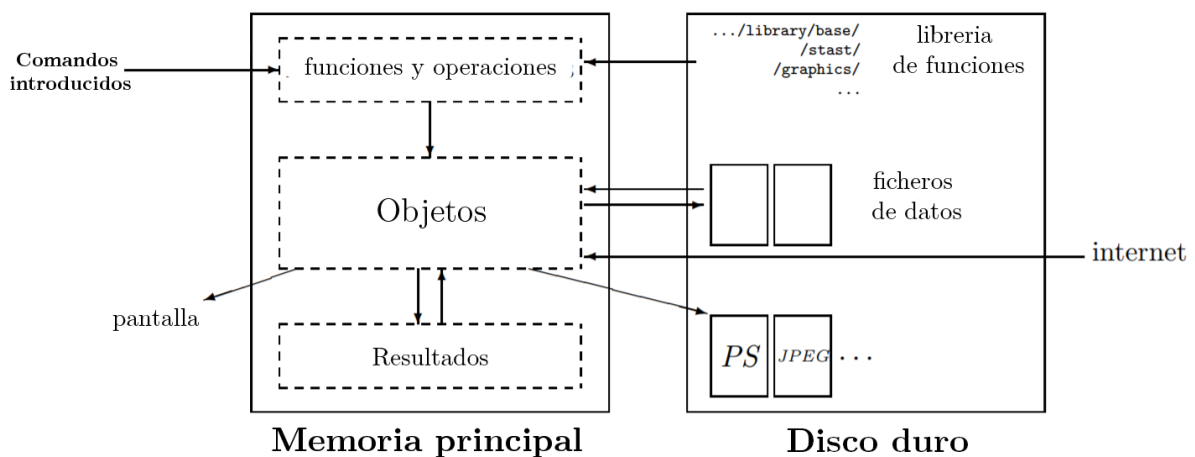 Comandos
introducidos
funciones y operaciones
.../library/base/
/stast/
/graphics/
...
libreria
de funciones
Objetos
ficheros
de datos
internet
pantalla
Resultados
PS
JPEG
...
Memoria principal
Disco duro